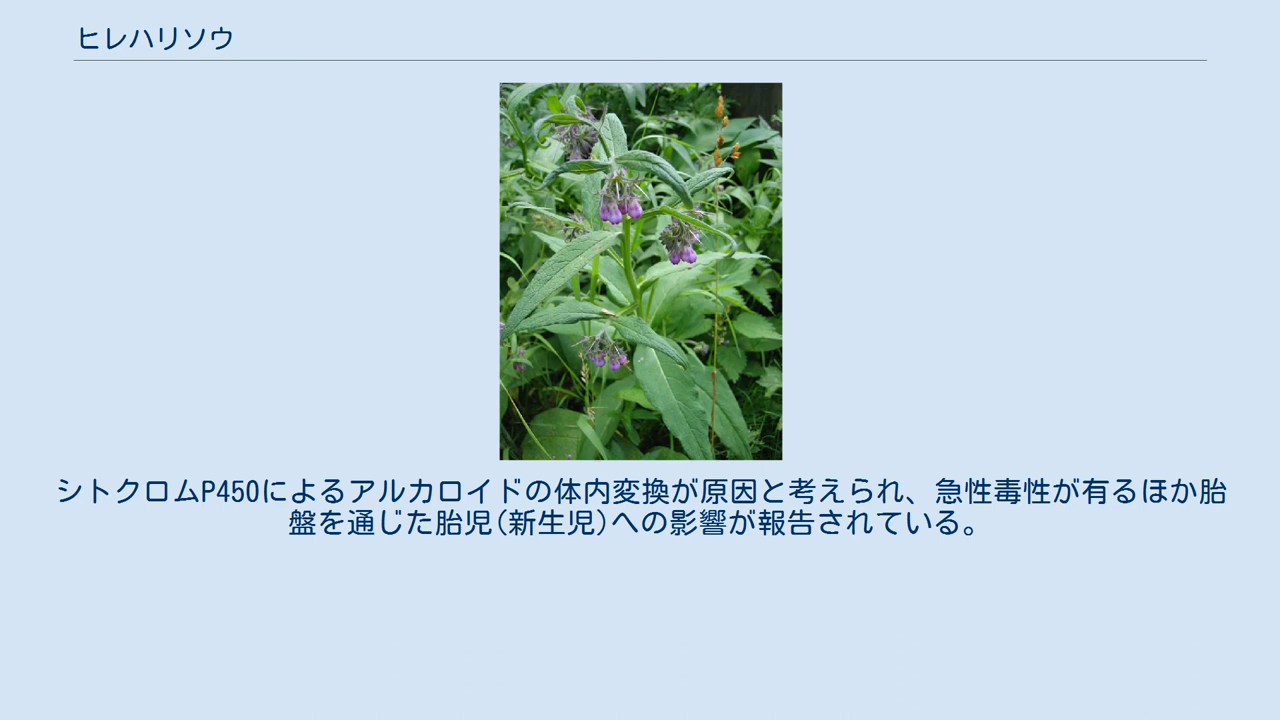 ヒレハリソウ
シトクロムP450によるアルカロイドの体内変換が原因と考えられ、急性毒性が有るほか胎
盤を通じた胎児(新生児)への影響が報告されている。